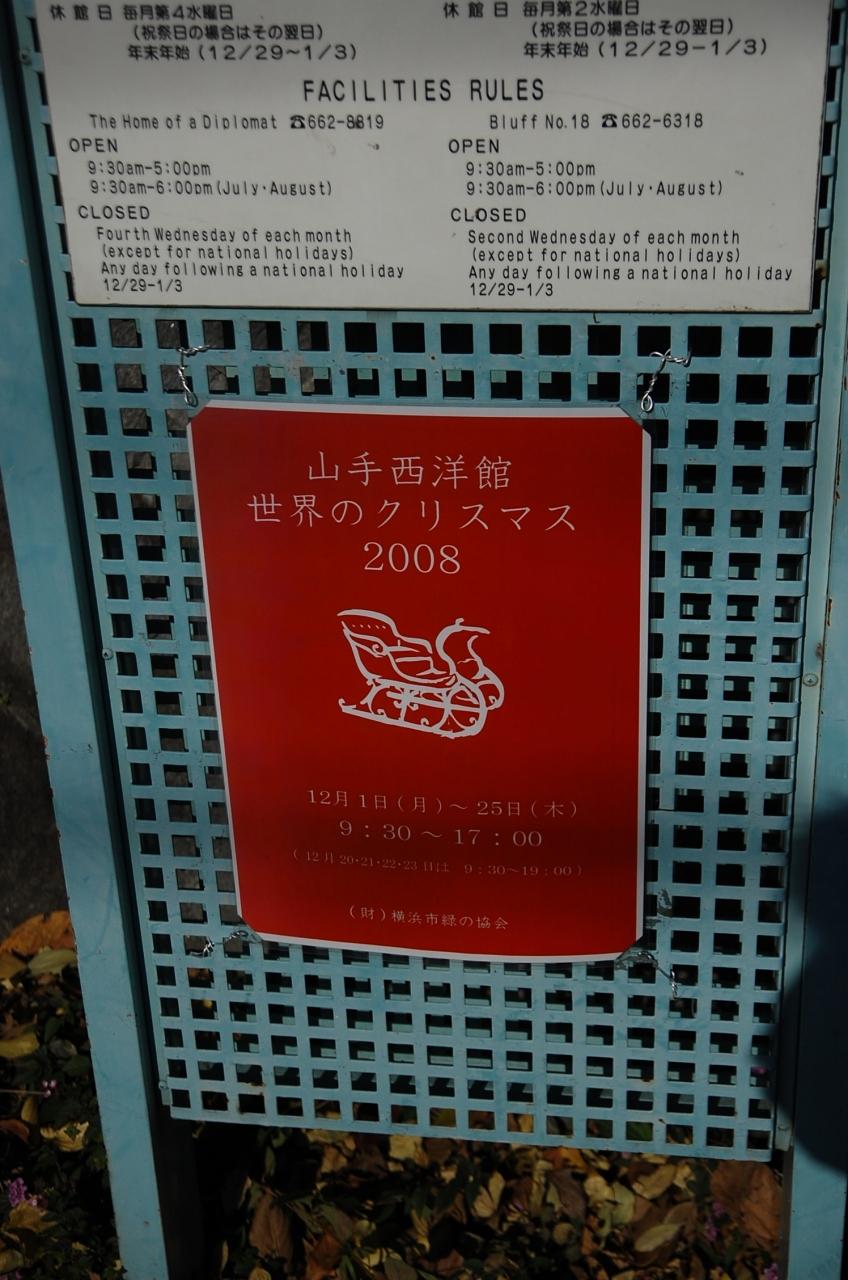 休館日 毎月第4水曜日
(祝祭日の場合はその翌日)
年末年始(12/29~1/3)
休館日 毎月第2水曜日
(祝祭日の場合はその翌日)
年末年始(12/29-1/3)
FACILITIES RULES
The Home of a Diplomat ☎662-8819
OPEN
9:30am-5:00pm
9:30am-6:00pm(July・August)
CLOSED
Fourth Wednesday of each month
(except for national holidays)
Any day following a national holiday
12/29-1/3
Bluff No.18 ☎662-6318
OPEN
9:30am-5:00pm
9:30am-6:00pm(July・August)
CLOSED
Second Wednesday of each month
(except for national holidays)
Any day following a national holiday
12/29-1/3
山手西洋館
世界のクリスマス
2008
12月1日(月)~25日(木)
9:30~17:00
(12月20・21・22・23日は 9:30~19:00)
(財)横浜市緑の協会